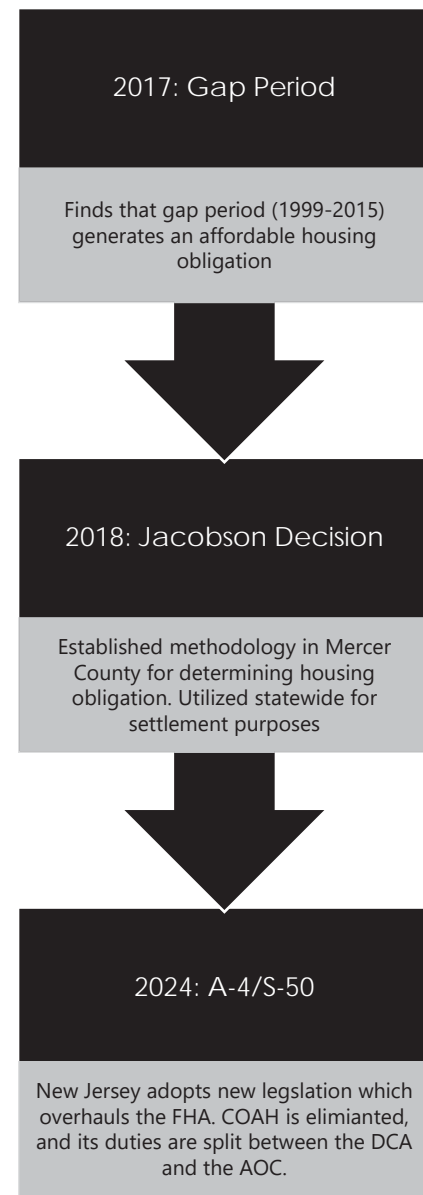 2017: Gap Period
Finds that gap period (1999-2015)
generates an affordable housing
obligation
2018: Jacobson Decision
Established methodology in Mercer
County for determining housing
obligation. Utilized statewide for
settlement purposes
2024: A-4/S-50
New Jersey adopts new legslation which
overhauls the FHA. COAH is elimianted,
and its duties are split between the DCA
and the AOC.